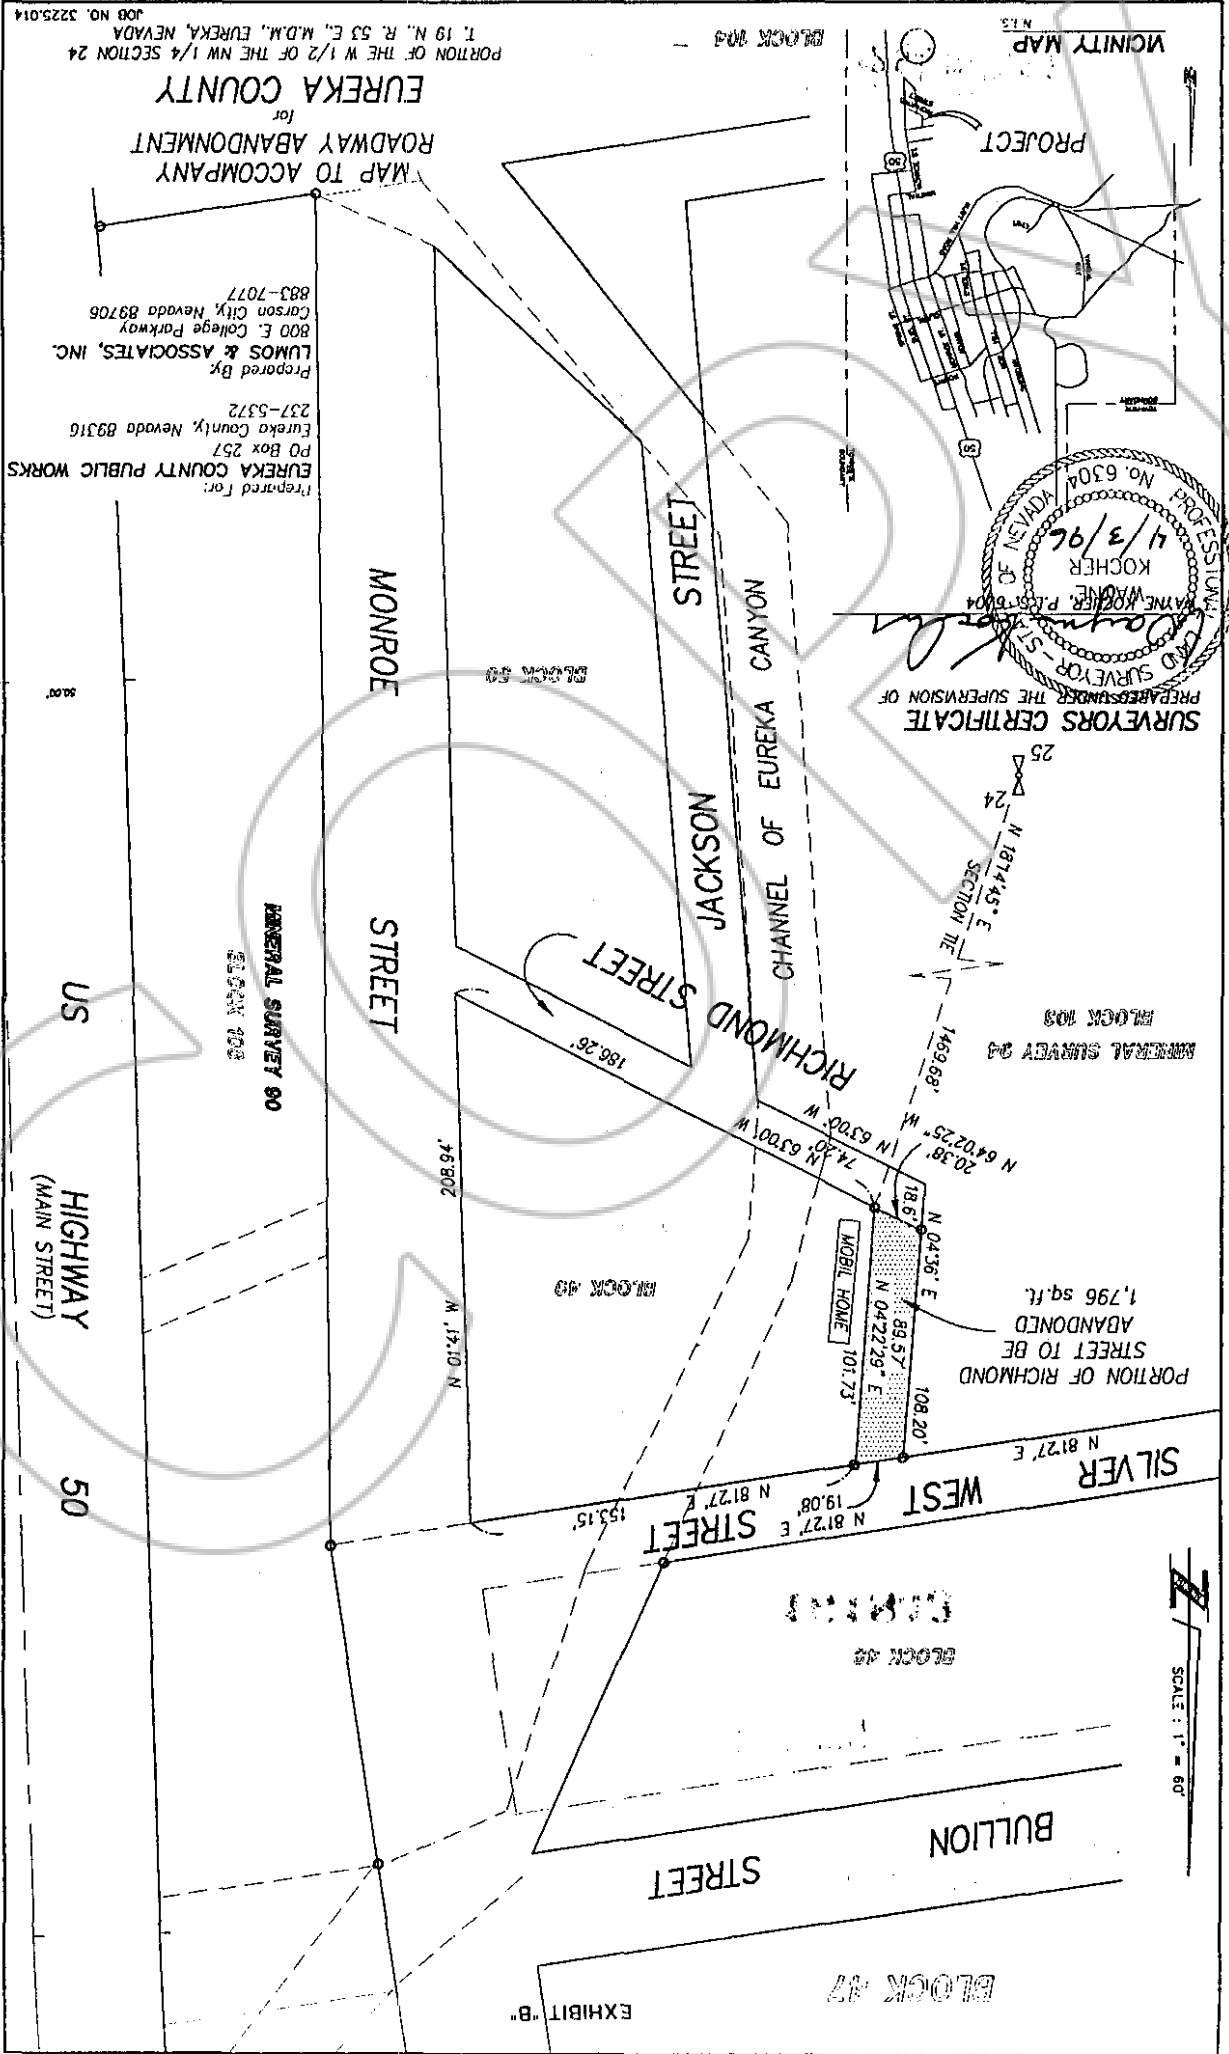 EXHIBIT "B"
BLOCK 47
BULLION STREET
SCALE : 1" = 60'
BLOCK 48
SILVER WEST STREET
N 81°27' E
N 81°27' E
19.08'
N 81°27' E
153.15'
US HIGHWAY 50
(MAIN STREET)
PORTION OF RICHMOND
STREET TO BE
ABANDONED
1,796 sq.ft.
108.20'
89.57'
N 04°22'29" E
101.73'
MOBIL HOME
N 04°36' E
18.6'
20.38'
N 64°02'25" W
N 63°00' W
74.20'
N 63°00' W
186.26'
BLOCK 49
N 01°41' W
208.94'
RICHMOND STREET
MINERAL SURVEY 94
BLOCK 103
1469.68'
SECTION TIE
N 18°14'45" E
24
25
MINERAL SURVEY 90
BLOCK 103
MONROE STREET
JACKSON STREET
CHANNEL OF EUREKA CANYON
BLOCK 50
50.00'
SURVEYORS CERTIFICATE
PREPARED UNDER THE SUPERVISION OF
WAYNE KOCHER, P.L.S. 6304
PROFESSIONAL LAND SURVEYOR - STATE OF NEVADA
WAYNE
KOCHER
4/3/96
No. 6304
50
PROJECT
VICINITY MAP
N.T.S.
BLOCK 104
Prepared For:
EUREKA COUNTY PUBLIC WORKS
PO Box 257
Eureka County, Nevada 89316
237-5372
Prepared By:
LUMOS & ASSOCIATES, INC.
800 E. College Parkway
Carson City, Nevada 89706
883-7077
MAP TO ACCOMPANY
ROADWAY ABANDONMENT
for
EUREKA COUNTY
PORTION OF THE W 1/2 OF THE NW 1/4 SECTION 24
T. 19 N., R. 53 E., M.D.M., EUREKA, NEVADA
JOB NO. 3225.014
COPY